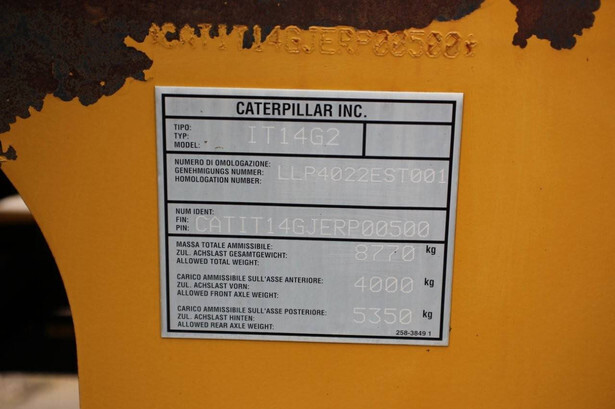 *CATIT14GJERP00500*
CATERPILLAR INC.
TIPO:
TYP:
MODEL: IT14G2
NUMERO DI OMOLOGAZIONE:
GENEHMIGUNGS NUMMER:
HOMOLOGATION NUMBER: LLR4022EST001
NUM IDENT:
FIN:
PIN: CATIT14GJERP00500
MASSA TOTALE AMMISSIBILE:
ZUL. ACHSLAST GESAMTGEWICHT: 8770 kg
ALLOWED TOTAL WEIGHT:
CARICO AMMISSIBILE SULL'ASSE ANTERIORE:
ZUL. ACHSLAST VORN: 4000 kg
ALLOWED FRONT AXLE WEIGHT:
CARICO AMMISSIBILE SULL'ASSE POSTERIORE:
ZUL. ACHSLAST HINTEN: 5350 kg
ALLOWED REAR AXLE WEIGHT:
258-3849 1